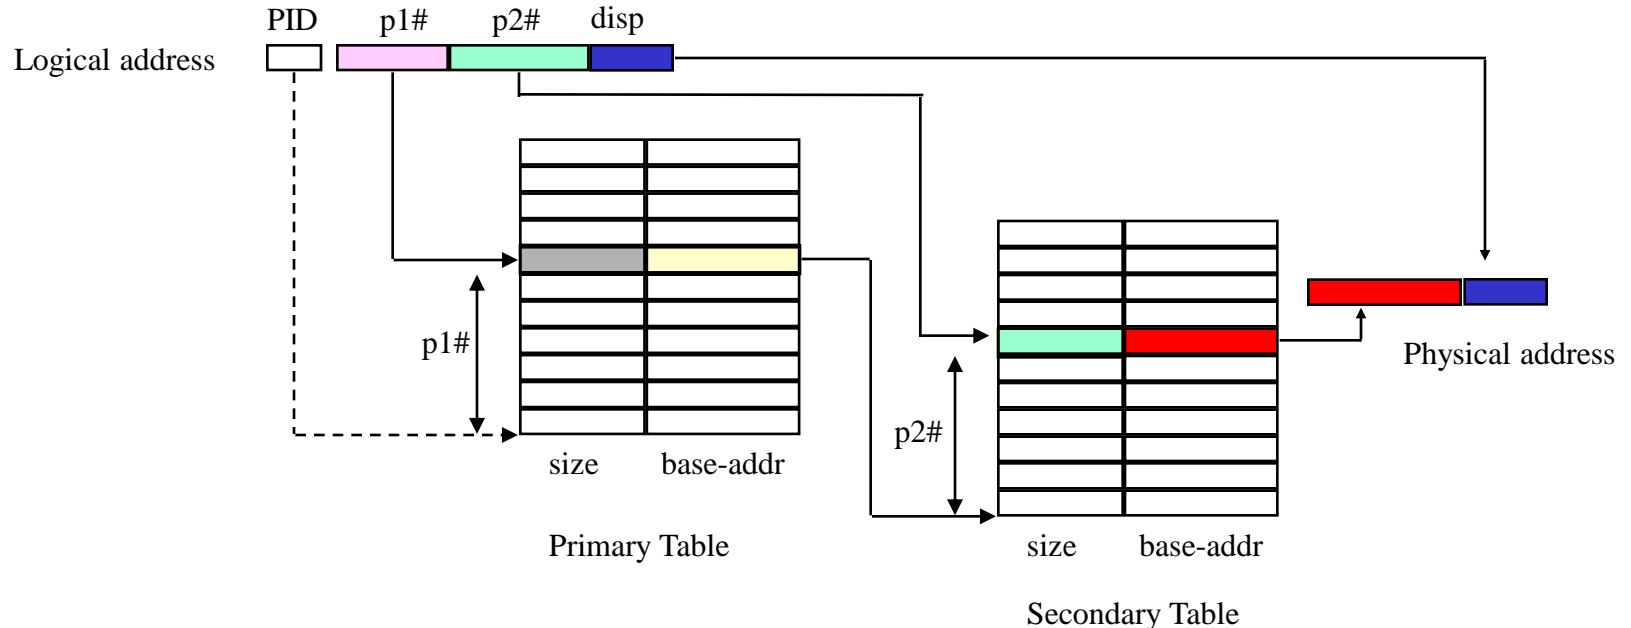 PID p1# p2# disp
Logical address
p1#
p2#
Physical address
size base-addr
Primary Table
size base-addr
Secondary Table